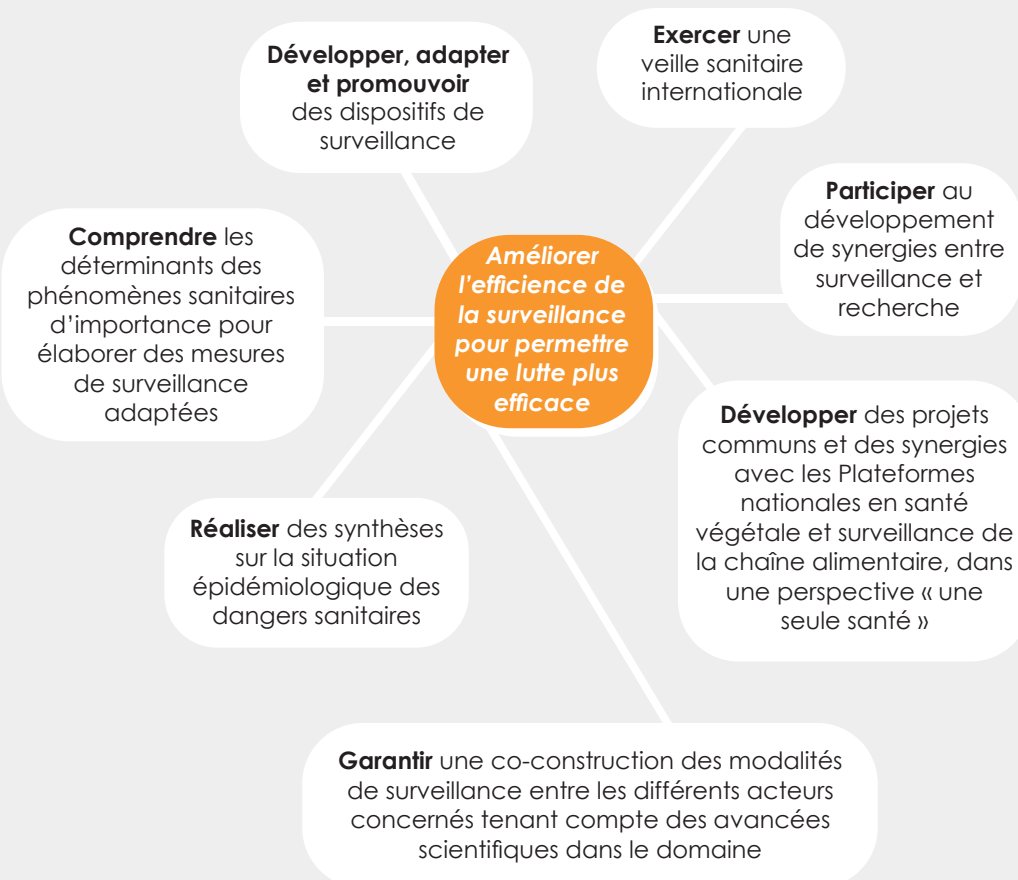 Développer, adapter
et promouvoir
des dispositifs de
surveillance
Exercer une
veille sanitaire
internationale
Participer au
développement
de synergies entre
surveillance et
recherche
Comprendre les
déterminants des
phénomènes sanitaires
d’importance pour
élaborer des mesures
de surveillance
adaptées
Améliorer
l’efficience de
la surveillance
pour permettre
une lutte plus
efficace
Développer des projets
communs et des synergies
avec les Plateformes
nationales en santé
végétale et surveillance de
la chaîne alimentaire, dans
une perspective « une
seule santé »
Réaliser des synthèses
sur la situation
épidémiologique des
dangers sanitaires
Garantir une co-construction des modalités
de surveillance entre les différents acteurs
concernés tenant compte des avancées
scientifiques dans le domaine